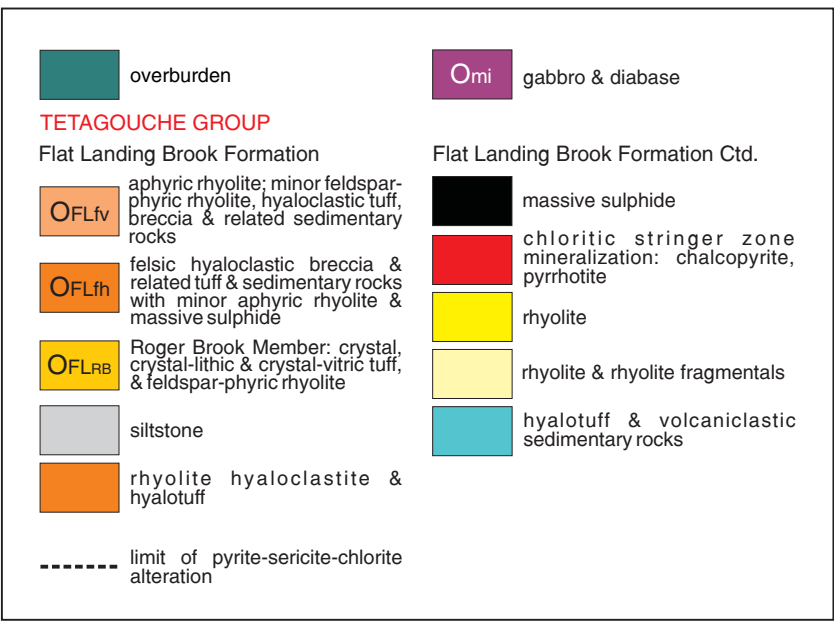 overburden
TETAGOUCHE GROUP
Flat Landing Brook Formation
OFLfv
aphyric rhyolite; minor feldspar-
phyric rhyolite, hyaloclastic tuff,
breccia & related sedimentary
rocks
OFLfh
felsic hyaloclastic breccia &
related tuff & sedimentary rocks
with minor aphyric rhyolite &
massive sulphide
OFLRB
Roger Brook Member: crystal,
crystal-lithic & crystal-vitric tuff,
& feldspar-phyric rhyolite
siltstone
rhyolite hyaloclastite &
hyalotuff
limit of pyrite-sericite-chlorite
alteration
Omi
gabbro & diabase
Flat Landing Brook Formation Ctd.
massive sulphide
chloritic stringer zone
mineralization: chalcopyrite,
pyrrhotite
rhyolite
rhyolite & rhyolite fragmentals
hyalotuff & volcaniclastic
sedimentary rocks